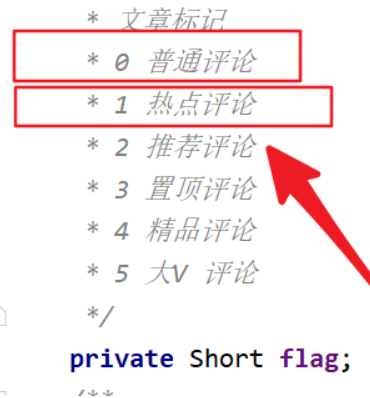 * 文章标记
* 0 普通评论
* 1 热点评论
* 2 推荐评论
* 3 置顶评论
* 4 精品评论
* 5 大V 评论
*/
private Short flag;
/**